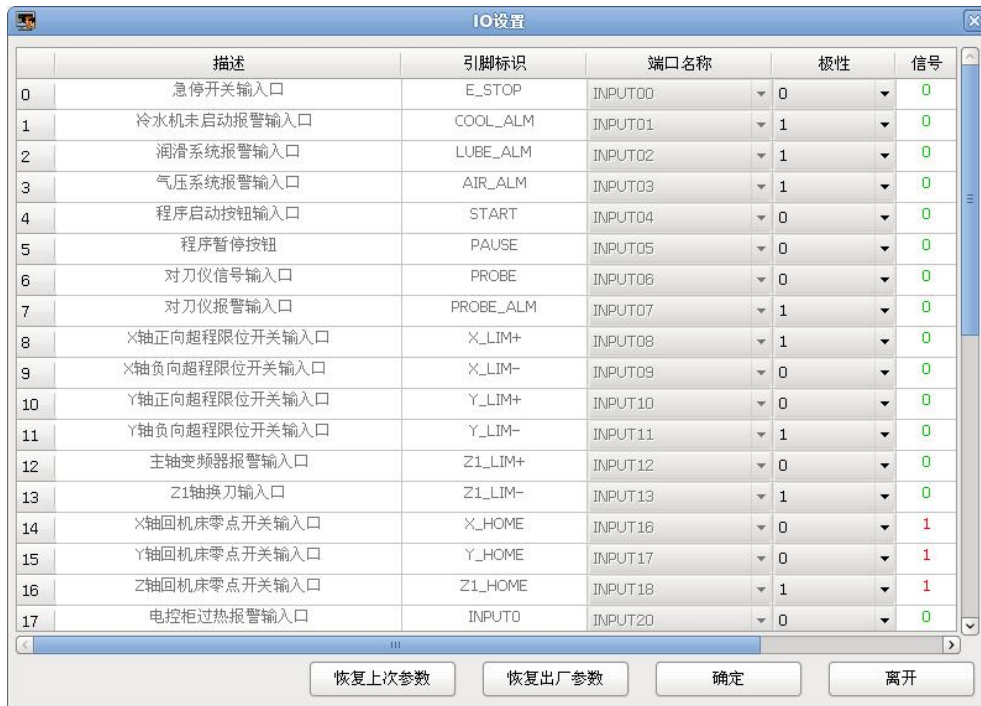 IO设置
描述 引脚标识 端口名称 极性 信号
0 急停开关输入口 E_STOP INPUT00 0 0
1 冷水机未启动报警输入口 COOL_ALM INPUT01 1 0
2 润滑系统报警输入口 LUBE_ALM INPUT02 1 0
3 气压系统报警输入口 AIR_ALM INPUT03 1 0
4 程序启动按钮输入口 START INPUT04 0 0
5 程序暂停按钮 PAUSE INPUT05 0 0
6 对刀仪信号输入口 PROBE INPUT06 0 0
7 对刀仪报警输入口 PROBE_ALM INPUT07 1 0
8 X轴正向超程限位开关输入口 X_LIM+ INPUT08 1 0
9 X轴负向超程限位开关输入口 X_LIM- INPUT09 0 0
10 Y轴正向超程限位开关输入口 Y_LIM+ INPUT10 0 0
11 Y轴负向超程限位开关输入口 Y_LIM- INPUT11 1 0
12 主轴变频器报警输入口 Z1_LIM+ INPUT12 0 0
13 Z1轴换刀输入口 Z1_LIM- INPUT13 1 0
14 X轴回机床零点开关输入口 X_HOME INPUT16 0 1
15 Y轴回机床零点开关输入口 Y_HOME INPUT17 0 1
16 Z轴回机床零点开关输入口 Z1_HOME INPUT18 1 1
17 电控柜过热报警输入口 INPUT0 INPUT20 0 0
恢复上次参数 恢复出厂参数 确定 离开